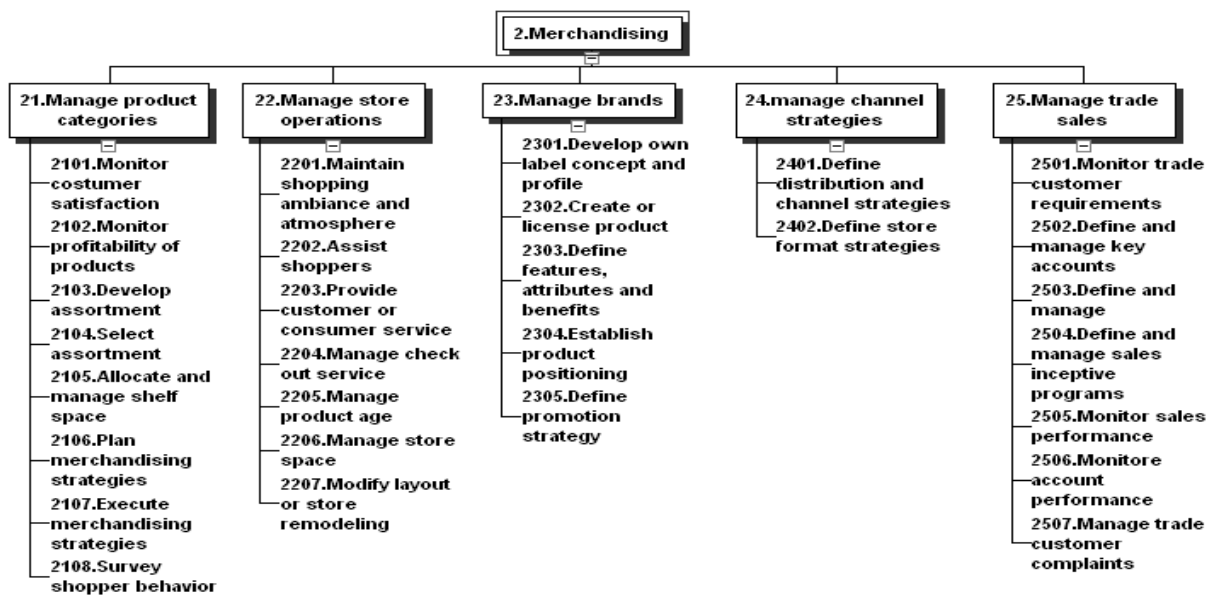 2.Merchandising
21.Manage product
categories
2101.Monitor
costumer
satisfaction
2102.Monitor
profitability of
products
2103.Develop
assortment
2104.Select
assortment
2105.Allocate and
manage shelf
space
2106.Plan
merchandising
strategies
2107.Execute
merchandising
strategies
2108.Survey
shopper behavior
22.Manage store
operations
2201.Maintain
shopping
ambiance and
atmosphere
2202.Assist
shoppers
2203.Provide
customer or
consumer service
2204.Manage check
out service
2205.Manage
product age
2206.Manage store
space
2207.Modify layout
or store
remodeling
23.Manage brands
2301.Develop own
label concept and
profile
2302.Create or
license product
2303.Define
features,
attributes and
benefits
2304.Establish
product
positioning
2305.Define
promotion
strategy
24.manage channel
strategies
2401.Define
distribution and
channel strategies
2402.Define store
format strategies
25.Manage trade
sales
2501.Monitor trade
customer
requirements
2502.Define and
manage key
accounts
2503.Define and
manage
2504.Define and
manage sales
inceptive
programs
2505.Monitor sales
performance
2506.Monitore
account
performance
2507.Manage trade
customer
complaints